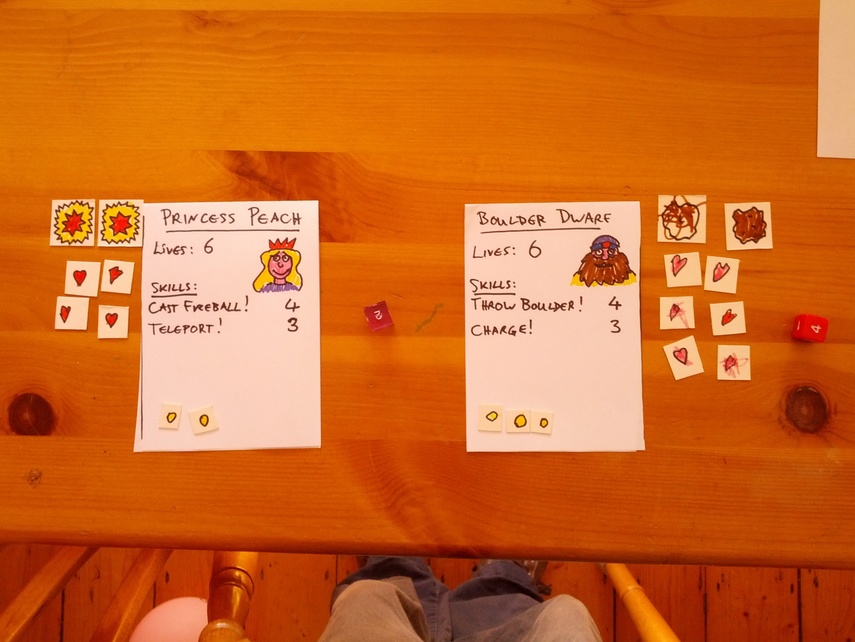 PRINCESS PEACH
LIVES: 6
SKILLS:
CAST FIREBALL! 4
TELEPORT! 3
BOULDER DWARF
LIVES: 6
SKILLS:
THROW BOULDER! 4
CHARGE! 3
4